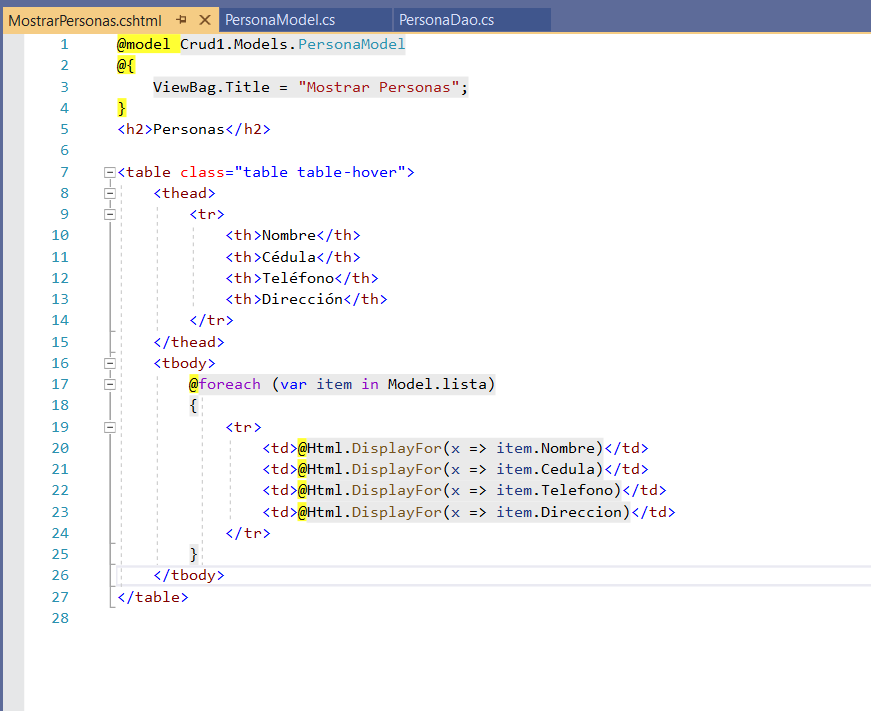 MostrarPersonas.cshtml PersonaModel.cs PersonaDao.cs
1 @model Crud1.Models.PersonaModel
2 @{
3 ViewBag.Title = "Mostrar Personas";
4 }
5 <h2>Personas</h2>
6
7 <table class="table table-hover">
8 <thead>
9 <tr>
10 <th>Nombre</th>
11 <th>Cédula</th>
12 <th>Teléfono</th>
13 <th>Dirección</th>
14 </tr>
15 </thead>
16 <tbody>
17 @foreach (var item in Model.lista)
18 {
19 <tr>
20 <td>@Html.DisplayFor(x => item.Nombre)</td>
21 <td>@Html.DisplayFor(x => item.Cedula)</td>
22 <td>@Html.DisplayFor(x => item.Telefono)</td>
23 <td>@Html.DisplayFor(x => item.Direccion)</td>
24 </tr>
25 }
26 </tbody>
27 </table>
28